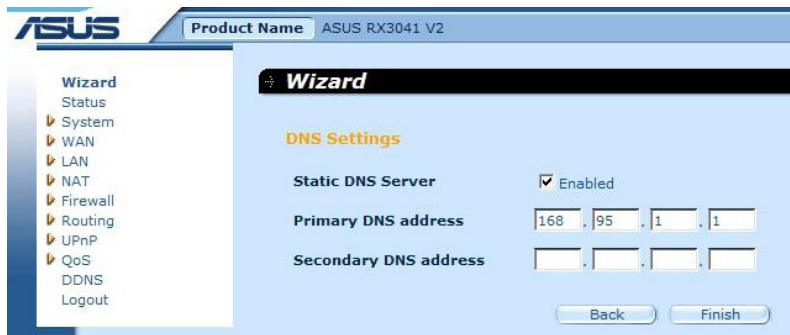 ASUS Product Name ASUS RX3041 V2
Wizard
Status
System
WAN
LAN
NAT
Firewall
Routing
UPnP
QoS
DDNS
Logout
Wizard
DNS Settings
Static DNS Server Enabled
Primary DNS address 168 . 95 . 1 . 1
Secondary DNS address . . .
Back Finish